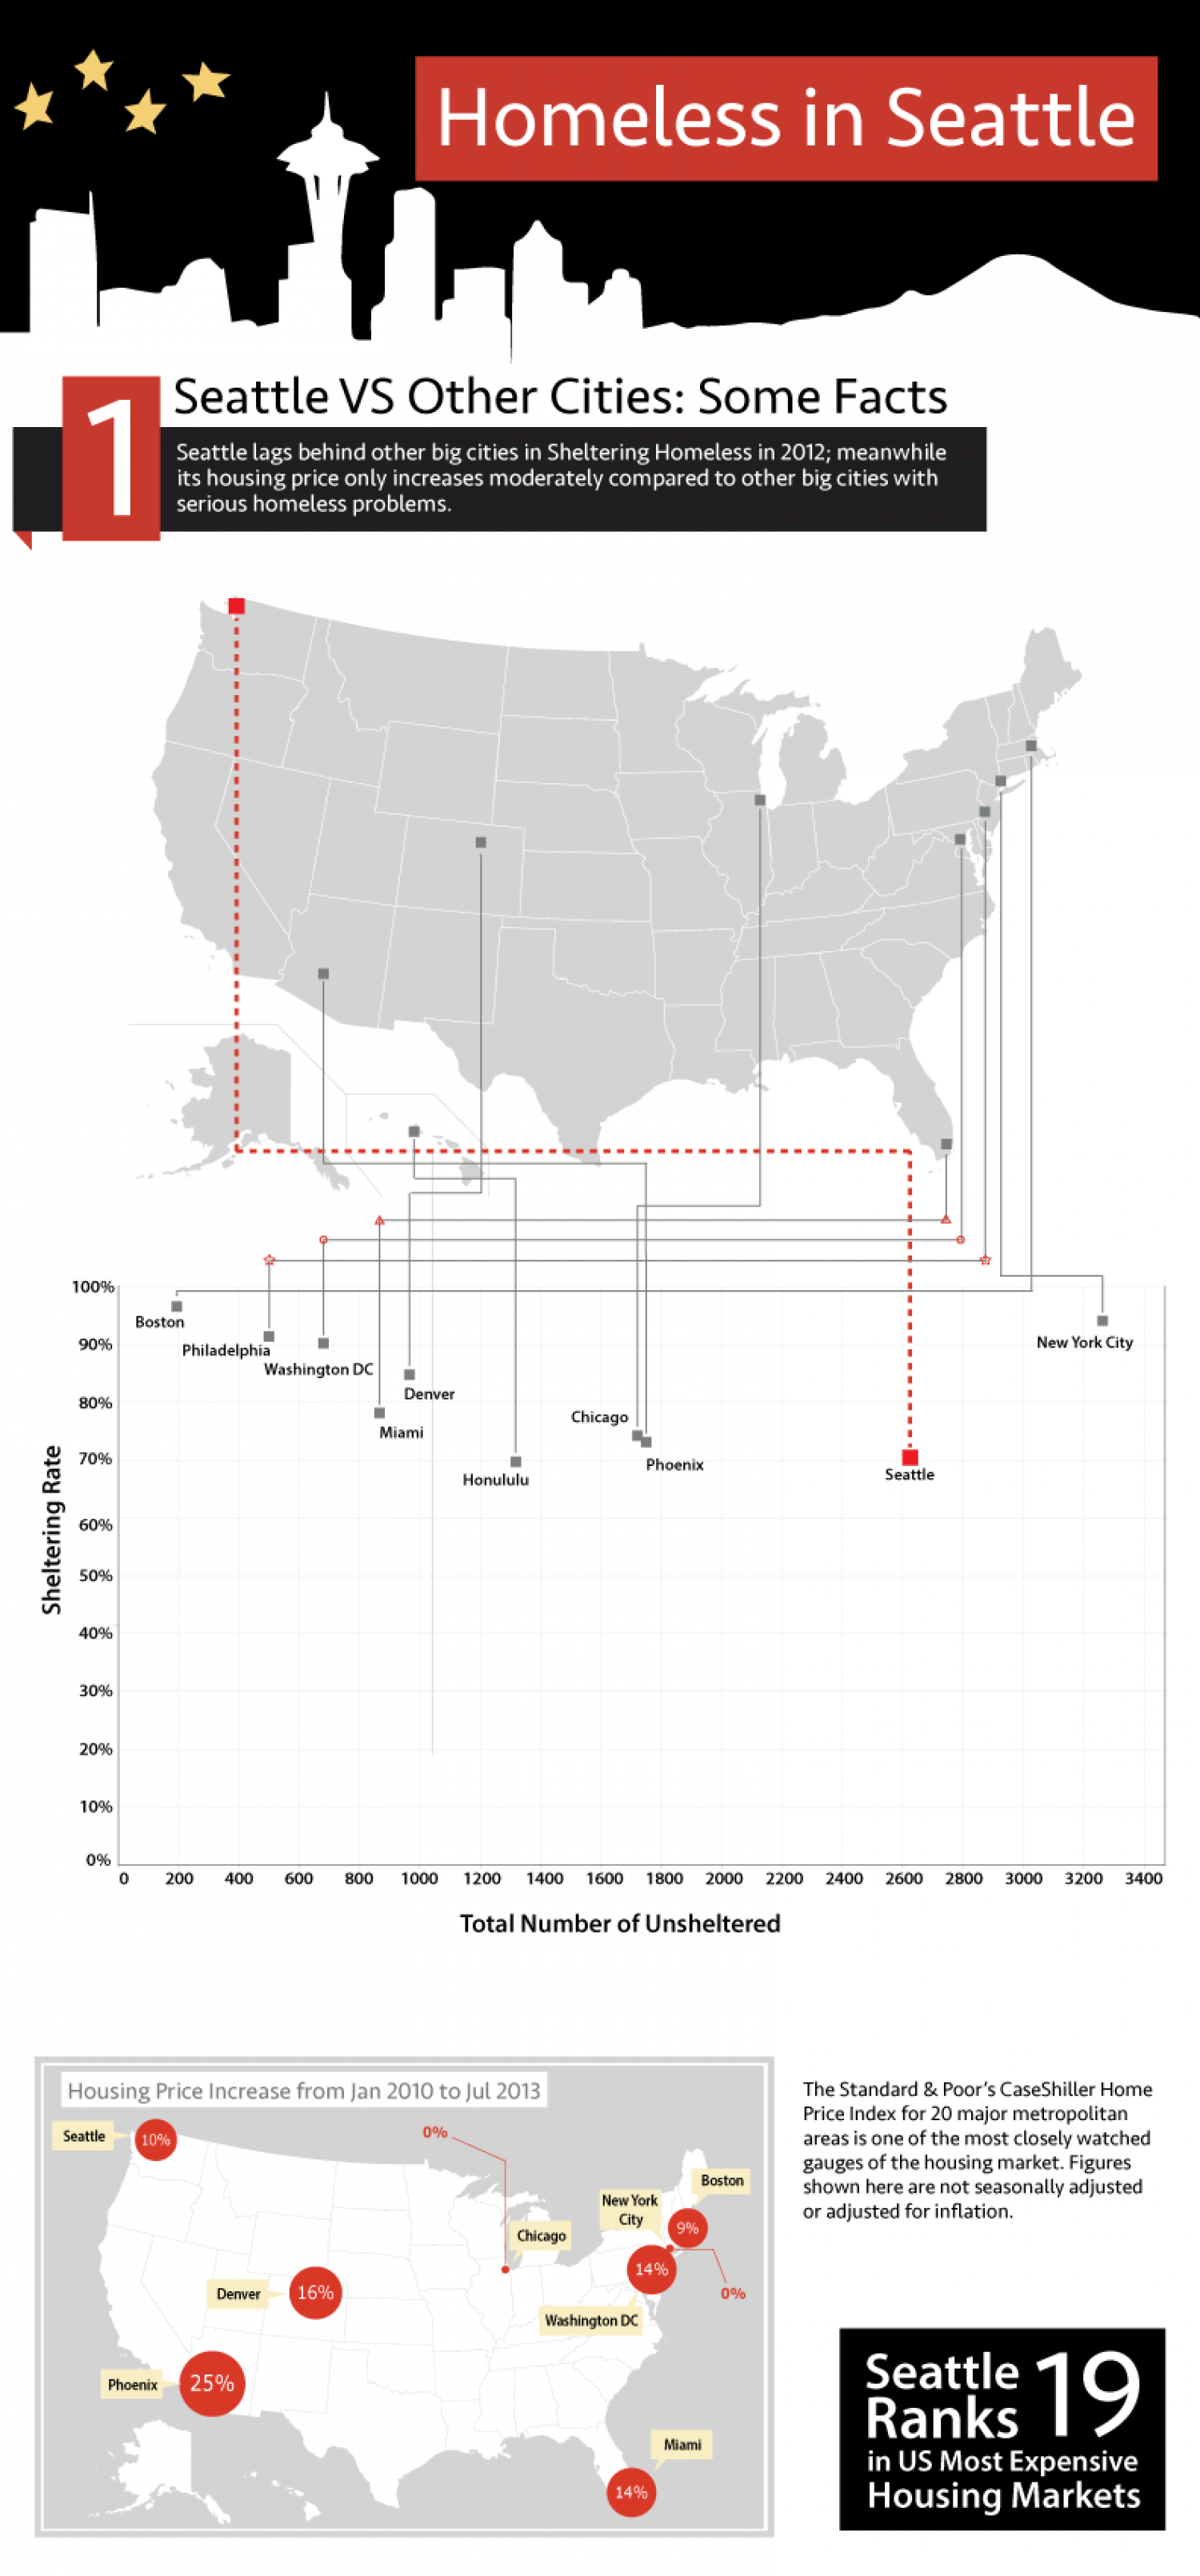 Homeless in Seattle
1
Seattle VS Other Cities: Some Facts
Seattle lags behind other big cities in Sheltering Homeless in 2012; meanwhile
its housing price only increases moderately compared to other big cities with
serious homeless problems.
100%
90%
80%
70%
60%
50%
40%
30%
20%
10%
0%
Sheltering Rate
Boston
Philadelphia
Washington DC
Denver
Miami
Honululu
Chicago
Phoenix
Seattle
New York City
0 200 400 600 800 1000 1200 1400 1600 1800 2000 2200 2400 2600 2800 3000 3200 3400
Total Number of Unsheltered
Housing Price Increase from Jan 2010 to Jul 2013
Seattle
10%
0%
Chicago
New York
City
Boston
9%
14%
0%
Washington DC
Denver
16%
Phoenix
25%
Miami
14%
The Standard & Poor's CaseShiller Home
Price Index for 20 major metropolitan
areas is one of the most closely watched
gauges of the housing market. Figures
shown here are not seasonally adjusted
or adjusted for inflation.
Seattle
Ranks 19
in US Most Expensive
Housing Markets